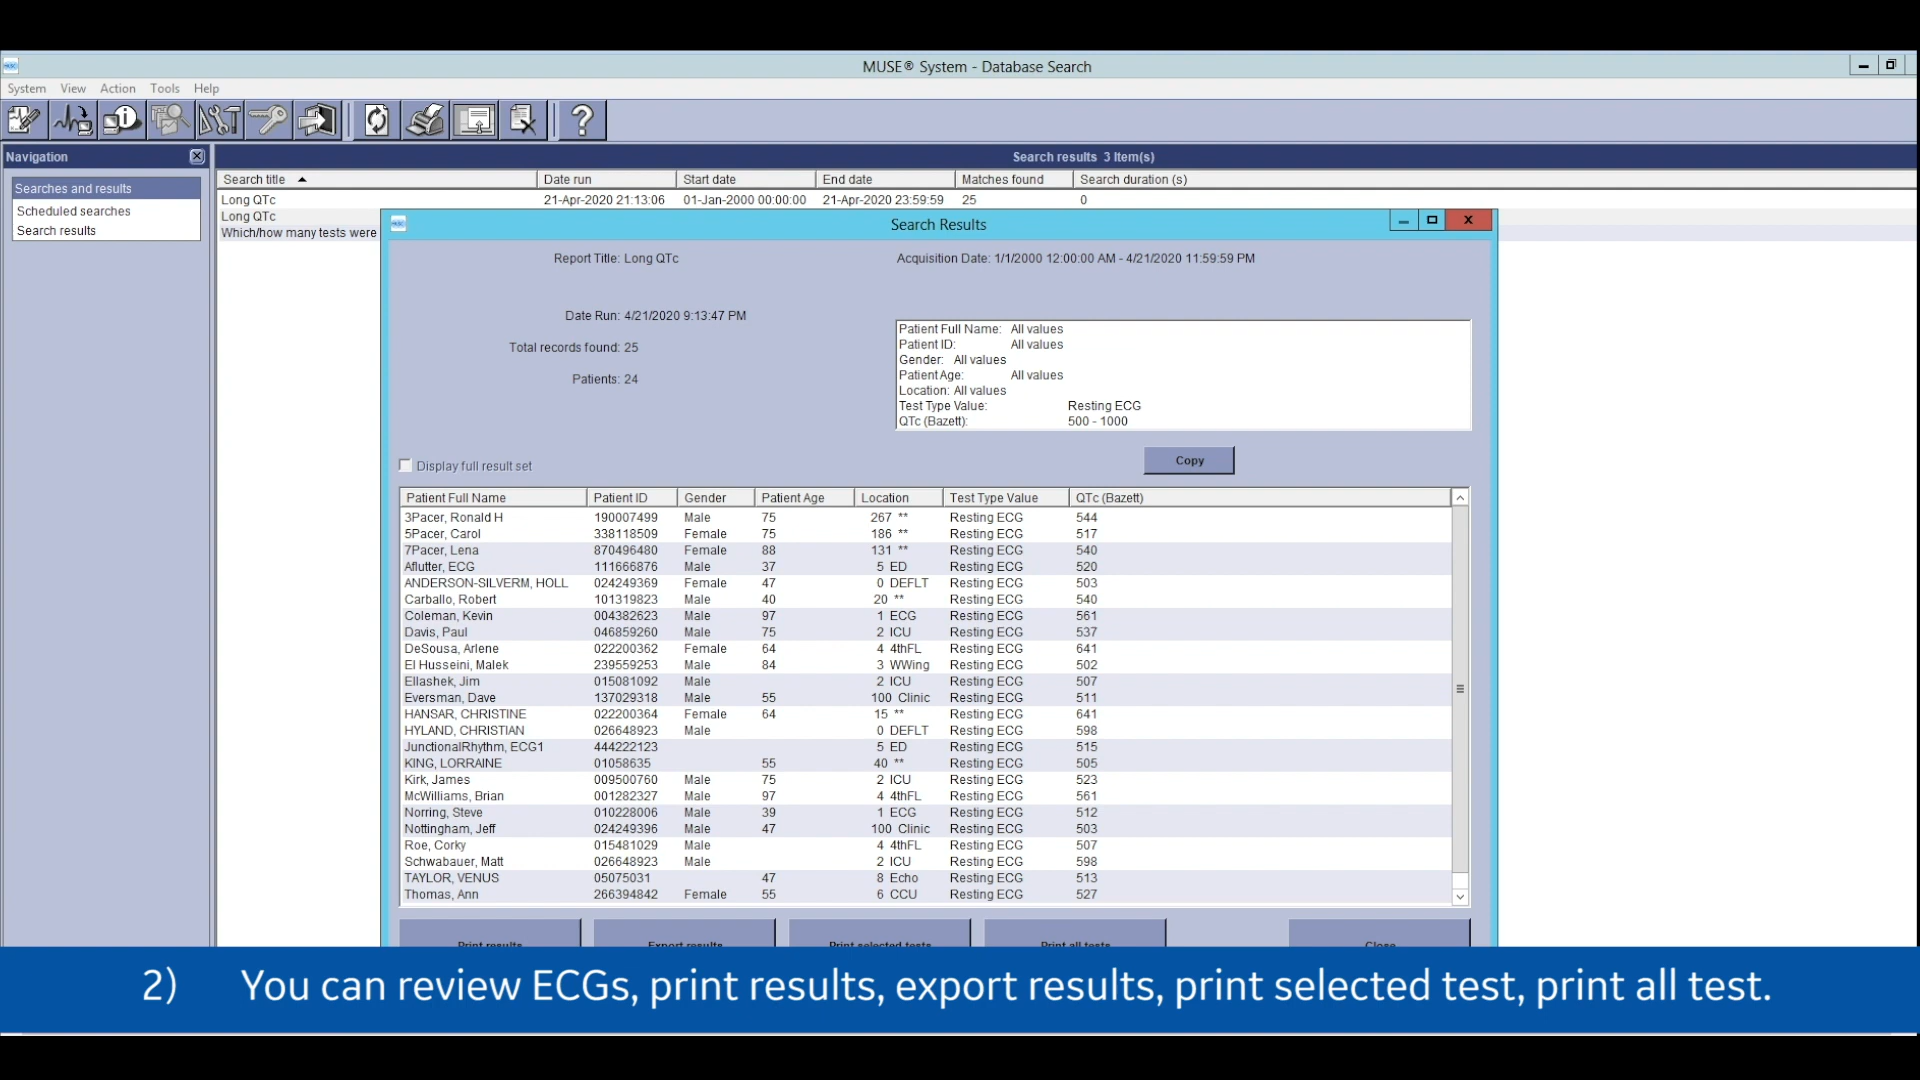 MUSE® System - Database Search
System View Action Tools Help
Navigation
Searches and results
Scheduled searches
Search results
Search results 3 Item(s)
Search title Date run Start date End date Matches found Search duration (s)
Long QTc 21-Apr-2020 21:13:06 01-Jan-2000 00:00:00 21-Apr-2020 23:59:59 25 0
Long QTc
Which/how many tests were
Search Results
Report Title: Long QTc
Acquisition Date: 1/1/2000 12:00:00 AM - 4/21/2020 11:59:59 PM
Date Run: 4/21/2020 9:13:47 PM
Total records found: 25
Patients: 24
Patient Full Name: All values
Patient ID: All values
Gender: All values
Patient Age: All values
Location: All values
Test Type Value: Resting ECG
QTc (Bazett): 500 - 1000
Display full result set
Copy
Patient Full Name Patient ID Gender Patient Age Location Test Type Value QTc (Bazett)
3Pacer, Ronald H 190007499 Male 75 267 ** Resting ECG 544
5Pacer, Carol 338118509 Female 75 186 ** Resting ECG 517
7Pacer, Lena 870496480 Female 88 131 ** Resting ECG 540
Aflutter, ECG 111666876 Male 37 5 ED Resting ECG 520
ANDERSON-SILVERM, HOLL 024249369 Female 47 0 DEFLT Resting ECG 503
Carballo, Robert 101319823 Male 40 20 ** Resting ECG 540
Coleman, Kevin 004382623 Male 97 1 ECG Resting ECG 561
Davis, Paul 046859260 Male 75 2 ICU Resting ECG 537
DeSousa, Arlene 022200362 Female 64 4 4thFL Resting ECG 641
El Husseini, Malek 239559253 Male 84 3 WWing Resting ECG 502
Ellashek, Jim 015081092 Male 2 ICU Resting ECG 507
Eversman, Dave 137029318 Male 55 100 Clinic Resting ECG 511
HANSAR, CHRISTINE 022200364 Female 64 15 ** Resting ECG 641
HYLAND, CHRISTIAN 026648923 Male 0 DEFLT Resting ECG 598
JunctionalRhythm, ECG1 444222123 5 ED Resting ECG 515
KING, LORRAINE 01058635 55 40 ** Resting ECG 505
Kirk, James 009500760 Male 75 2 ICU Resting ECG 523
McWilliams, Brian 001282327 Male 97 4 4thFL Resting ECG 561
Norring, Steve 010228006 Male 39 1 ECG Resting ECG 512
Nottingham, Jeff 024249396 Male 47 100 Clinic Resting ECG 503
Roe, Corky 015481029 Male 4 4thFL Resting ECG 507
Schwabauer, Matt 026648923 Male 2 ICU Resting ECG 598
TAYLOR, VENUS 05075031 47 8 Echo Resting ECG 513
Thomas, Ann 266394842 Female 55 6 CCU Resting ECG 527
Print results Export results Print selected tests Print all tests Close
2) You can review ECGs, print results, export results, print selected test, print all test.